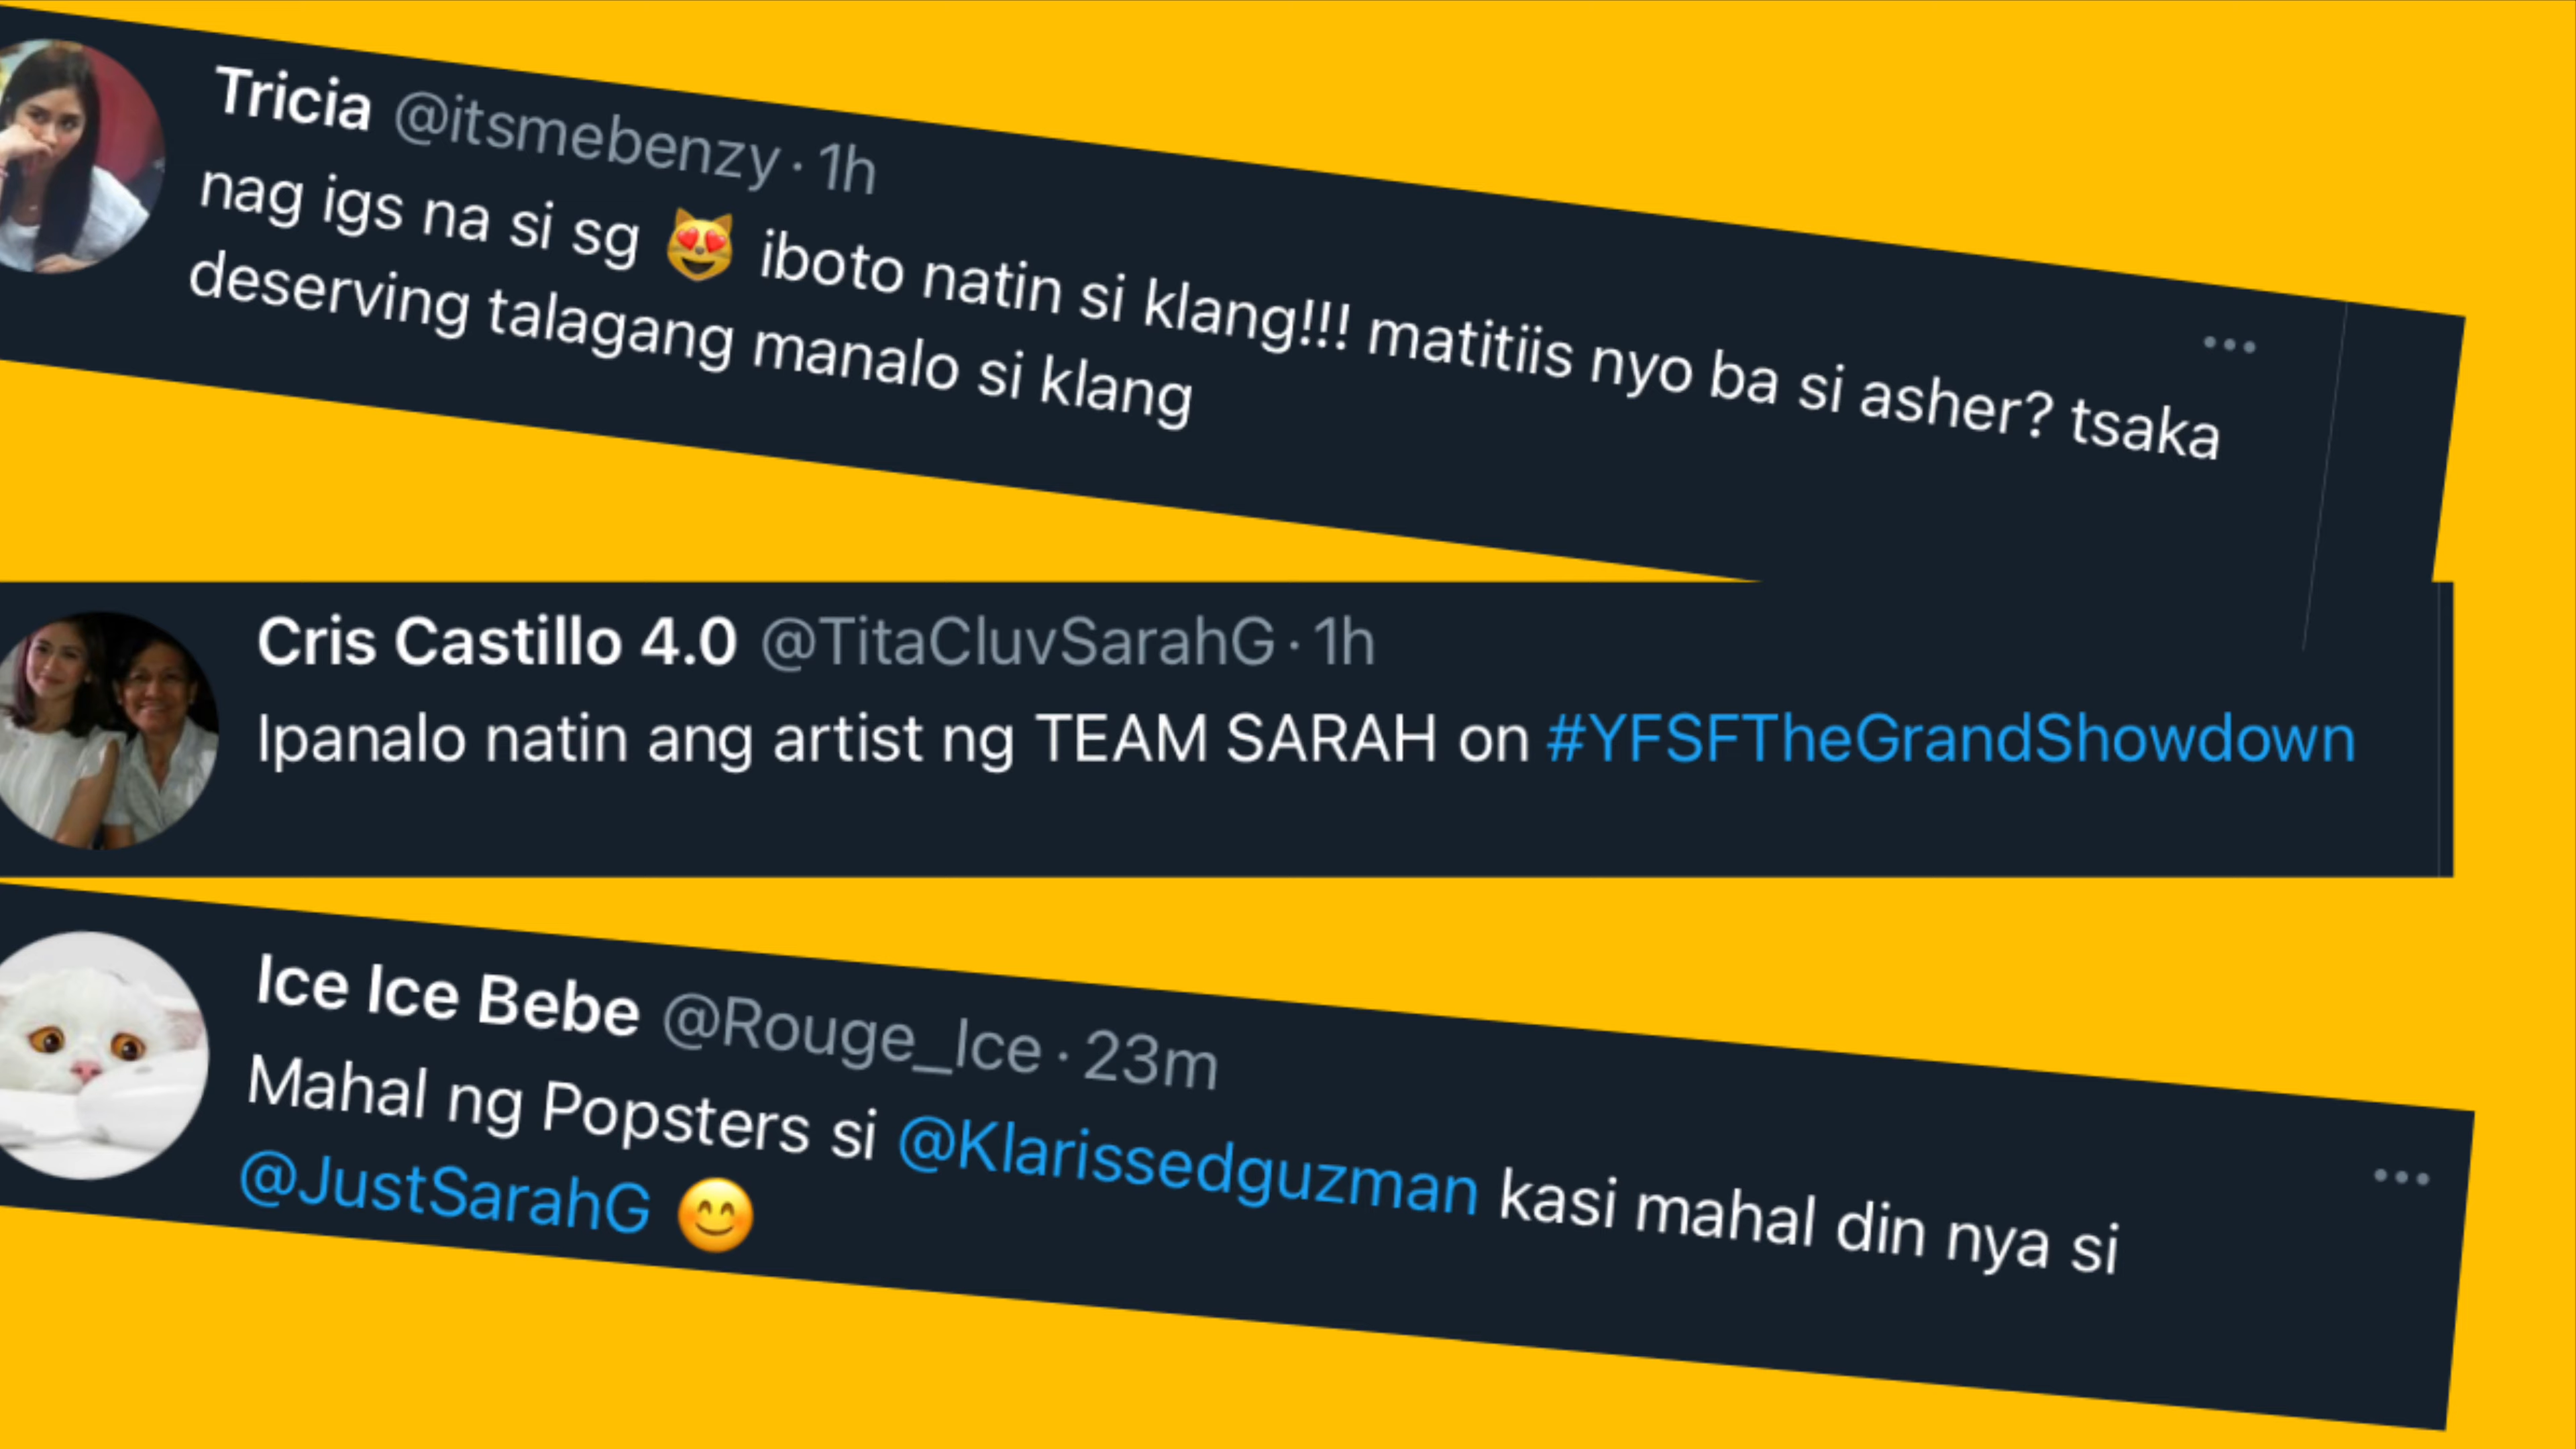 Tricia @itsmebenzy · 1h
nag igs na si sg 😻 iboto natin si klang!!! matitiis nyo ba si asher? tsaka
deserving talagang manalo si klang
Cris Castillo 4.0 @TitaCluvSarahG · 1h
Ipanalo natin ang artist ng TEAM SARAH on #YFSFTheGrandShowdown
Ice Ice Bebe @Rouge_Ice · 23m
Mahal ng Popsters si @Klarissedguzman kasi mahal din nya si
@JustSarahG 😊